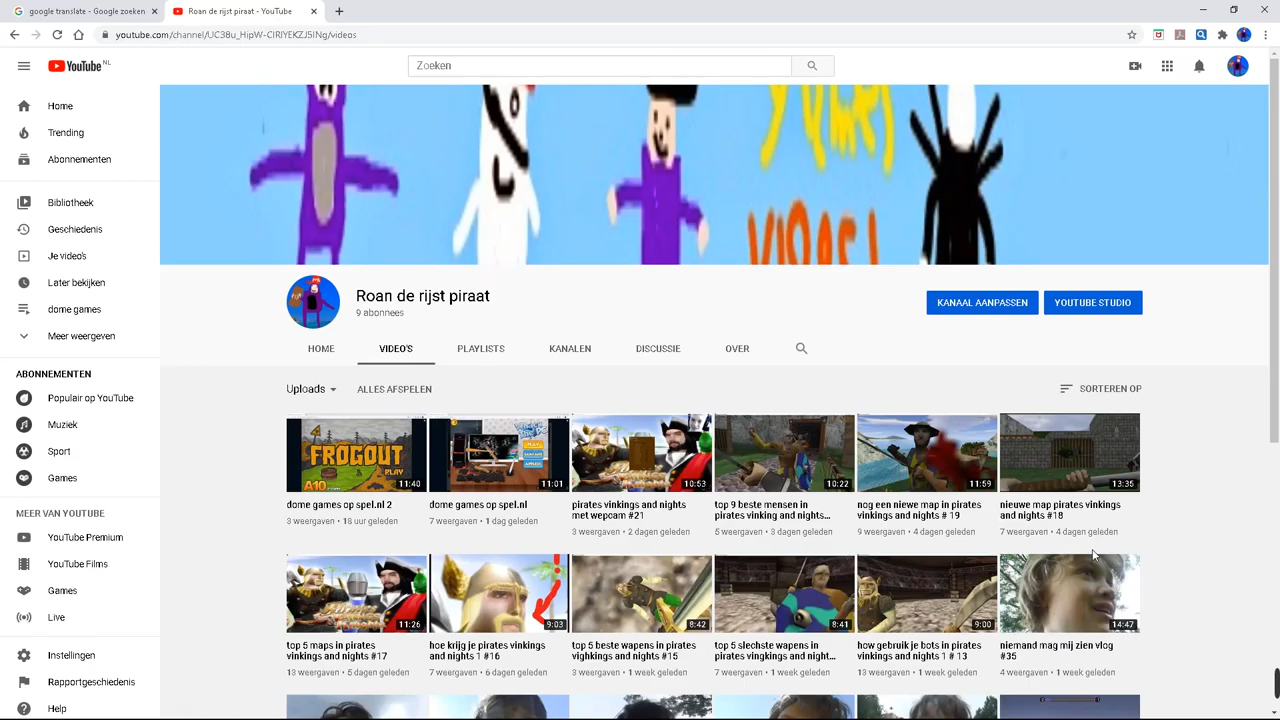 google translate - Google zoeken
Roan de rijst piraat - YouTube
youtube.com/channel/UC38u_HipW-CIRIYEKZJ5INg/videos
YouTube NL
Zoeken
Home
Trending
Abonnementen
Bibliotheek
Geschiedenis
Je video's
Later bekijken
dome games
Meer weergeven
ABONNEMENTEN
Populair op YouTube
Muziek
Sport
Games
MEER VAN YOUTUBE
YouTube Premium
YouTube Films
Games
Live
Instellingen
Rapportgeschiedenis
Help
Roan de rijst piraat
9 abonnees
KANAAL AANPASSEN
YOUTUBE STUDIO
HOME
VIDEO'S
PLAYLISTS
KANALEN
DISCUSSIE
OVER
Uploads
ALLES AFSPELEN
SORTEREN OP
FROGOUT
PLAY
A10
11:40
dome games op spel.nl 2
3 weergaven • 18 uur geleden
11:01
dome games op spel.nl
7 weergaven • 1 dag geleden
10:53
pirates vinkings and nights
met wepcam #21
3 weergaven • 2 dagen geleden
10:22
top 9 beste mensen in
pirates vinking and nights...
5 weergaven • 3 dagen geleden
11:59
nog een niewe map in pirates
vinkings and nights # 19
9 weergaven • 4 dagen geleden
13:35
nieuwe map pirates vinkings
and nights #18
7 weergaven • 4 dagen geleden
11:26
top 5 maps in pirates
vinkings and nights #17
13 weergaven • 5 dagen geleden
9:03
hoe krijg je pirates vinkings
and nights 1 #16
7 weergaven • 6 dagen geleden
8:42
top 5 beste wapens in pirates
vighkings and nights #15
7 weergaven • 1 week geleden
8:41
top 5 slechste wapens in
pirates vingkings and night...
7 weergaven • 1 week geleden
9:00
how gebruik je bots in pirates
vinkings and nights 1 # 13
13 weergaven • 1 week geleden
14:47
niemand mag mij zien vlog
#35
4 weergaven • 1 week geleden